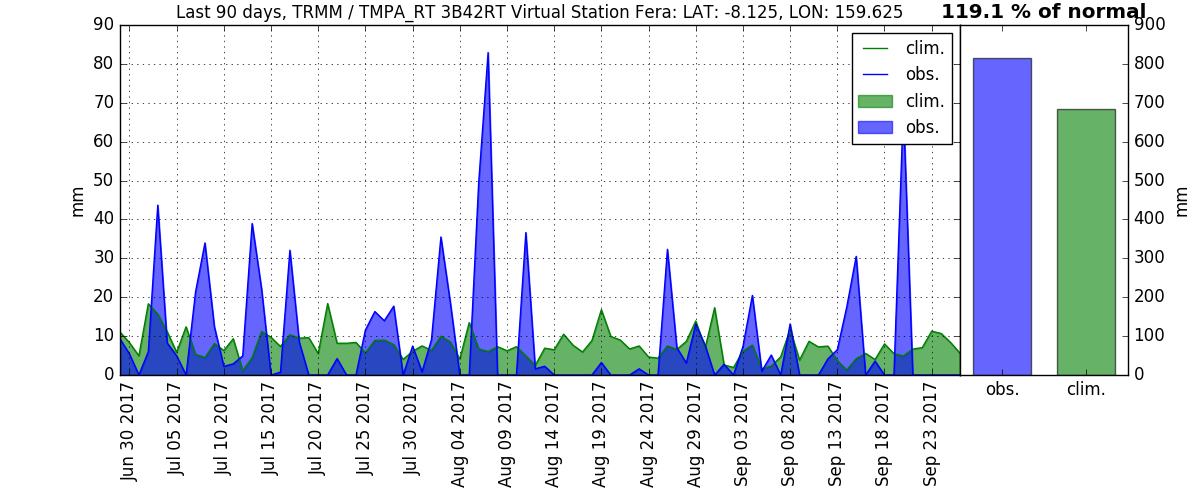 Last 90 days, TRMM / TMPA_RT 3B42RT Virtual Station Fera: LAT: -8.125, LON: 159.625
119.1 % of normal
90
80
70
60
50
40
30
20
10
0
mm
clim.
obs.
clim.
obs.
900
800
700
600
500
400
300
200
100
0
mm
Jun 30 2017
Jul 05 2017
Jul 10 2017
Jul 15 2017
Jul 20 2017
Jul 25 2017
Jul 30 2017
Aug 04 2017
Aug 09 2017
Aug 14 2017
Aug 19 2017
Aug 24 2017
Aug 29 2017
Sep 03 2017
Sep 08 2017
Sep 13 2017
Sep 18 2017
Sep 23 2017
obs.
clim.